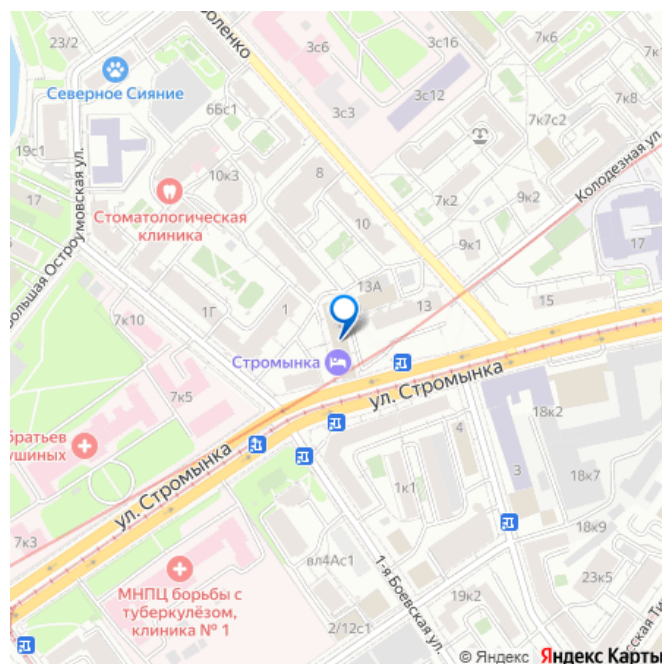 23/2
оленко
3с6
3с16
7к6
Северное Сияние
6Бс1
3с3
3с12
7к8
7к7с2
19с1
17
10к3
8
Стоматологическая
клиника
Большая Остроумовская ул.
Колодезная ул.
7к2
9к2
10
9к1
17
13А
1Г
1
13
15
7к10
Стромынка
ул. Стромынка
7к5
18к2
братьев
ушиных
4
3
ул. Стромынка
1к1
18к7
7к3
18к9
вл4Ас1
МНПЦ борьбы с
туберкулёзом,
клиника № 1
1-я Боевская ул.
23к5
19к2
2/12с1
сская Ти
© Яндекс Яндекс Карты